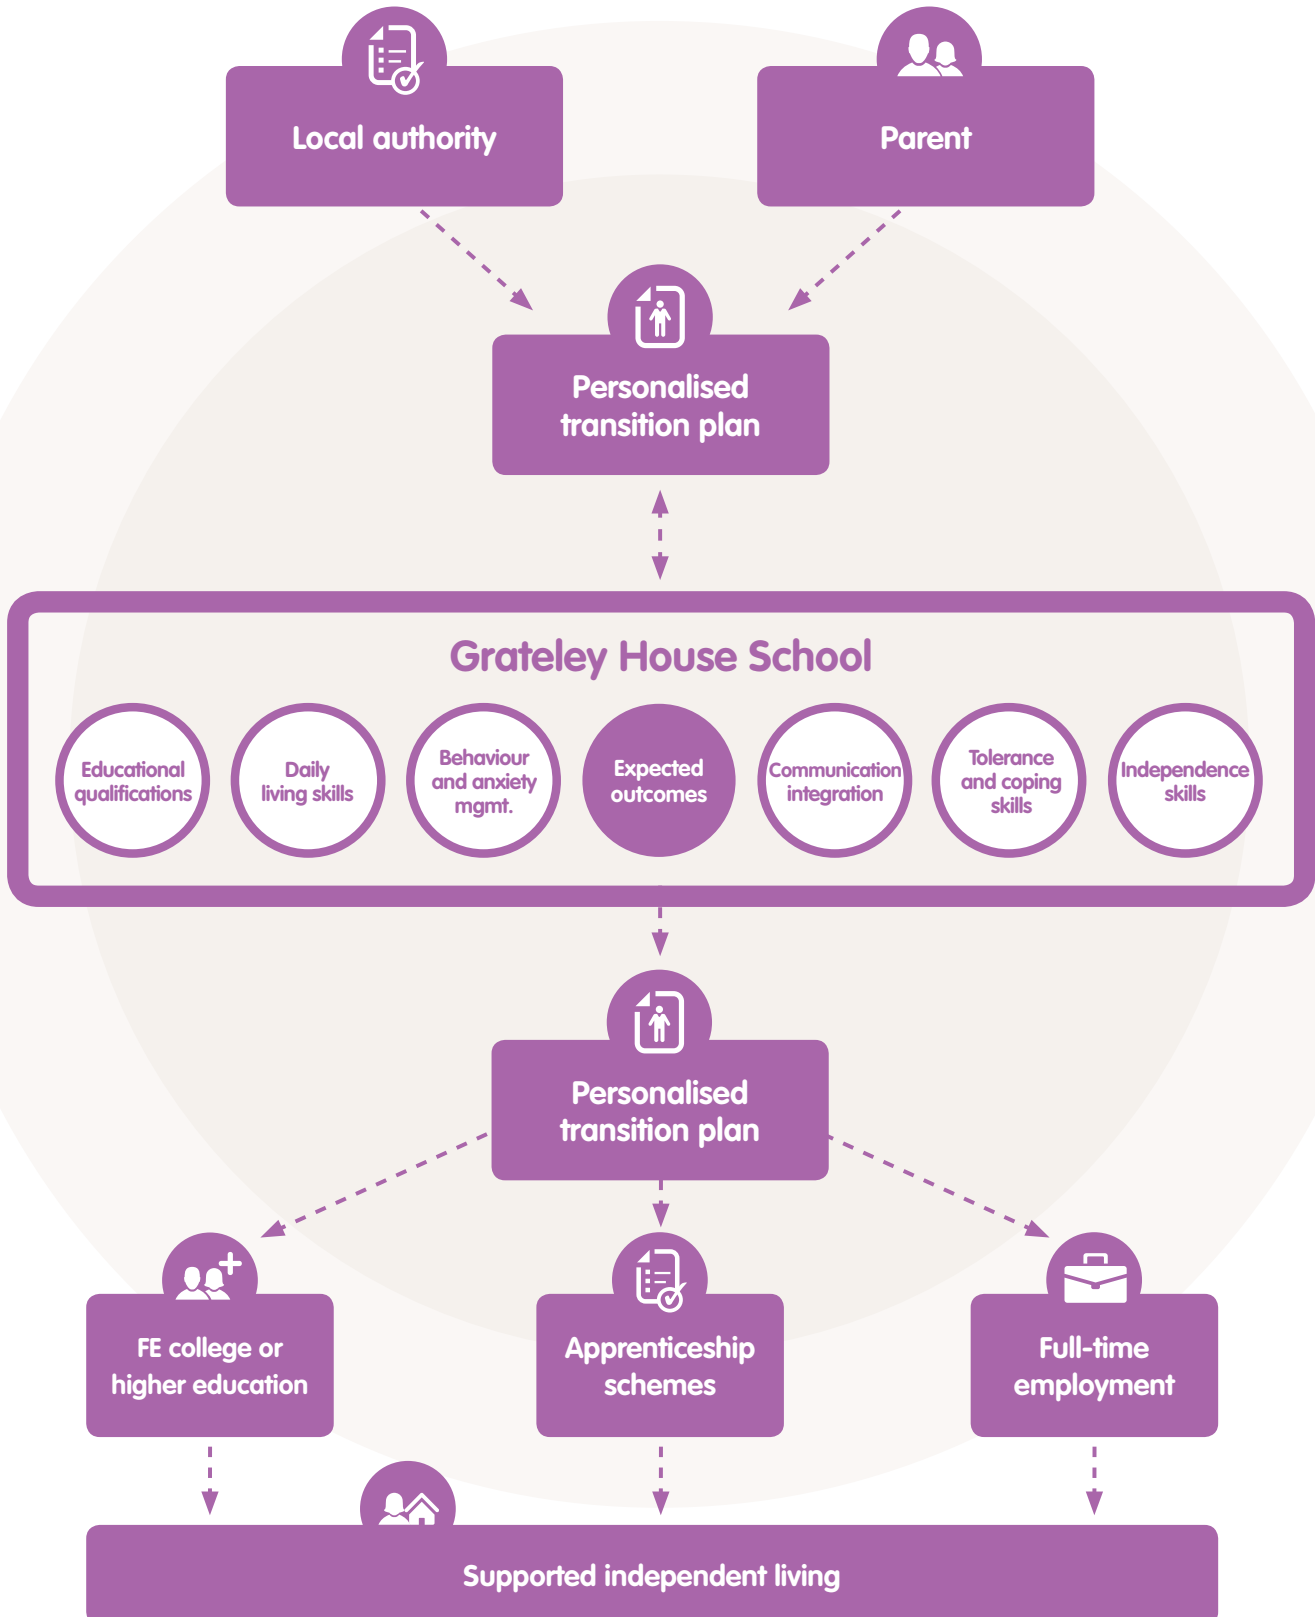 Local authority
Parent
Personalised
transition plan
Grateley House School
Educational
qualifications
Daily
living skills
Behaviour
and anxiety
mgmt.
Expected
outcomes
Communication
integration
Tolerance
and coping
skills
Independence
skills
Personalised
transition plan
FE college or
higher education
Apprenticeship
schemes
Full-time
employment
Supported independent living